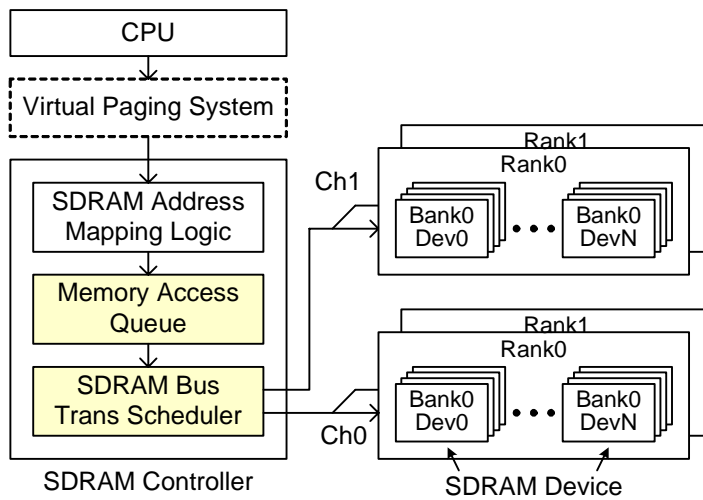 CPU
Virtual Paging System
SDRAM Address
Mapping Logic
Memory Access
Queue
SDRAM Bus
Trans Scheduler
SDRAM Controller
Ch1
Rank1
Rank0
Bank0
Dev0
Bank0
DevN
Ch0
Rank1
Rank0
Bank0
Dev0
Bank0
DevN
SDRAM Device